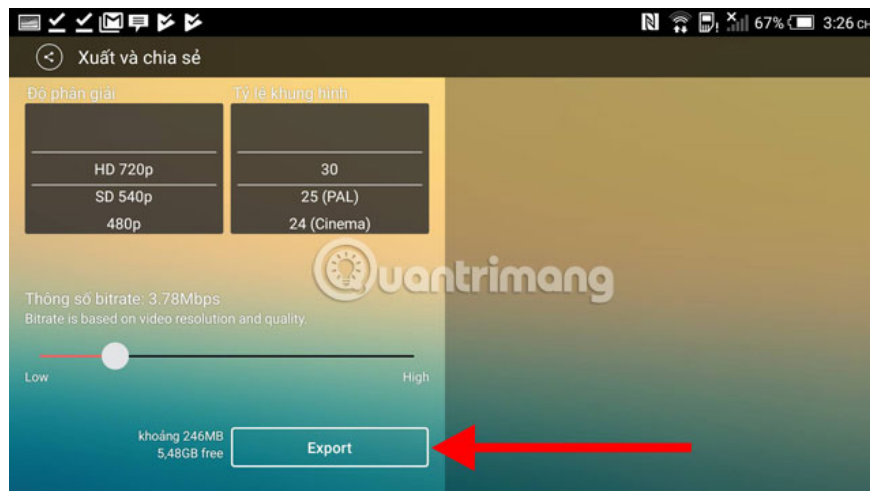 67% 3:26 CH
Xuất và chia sẻ
Độ phân giải Tỷ lệ khung hình
HD 720p 30
SD 540p 25 (PAL)
480p 24 (Cinema)
Quantrimang
Thông số bitrate: 3.78Mbps
Bitrate is based on video resolution and quality.
Low High
khoảng 246MB
5,48GB free
Export